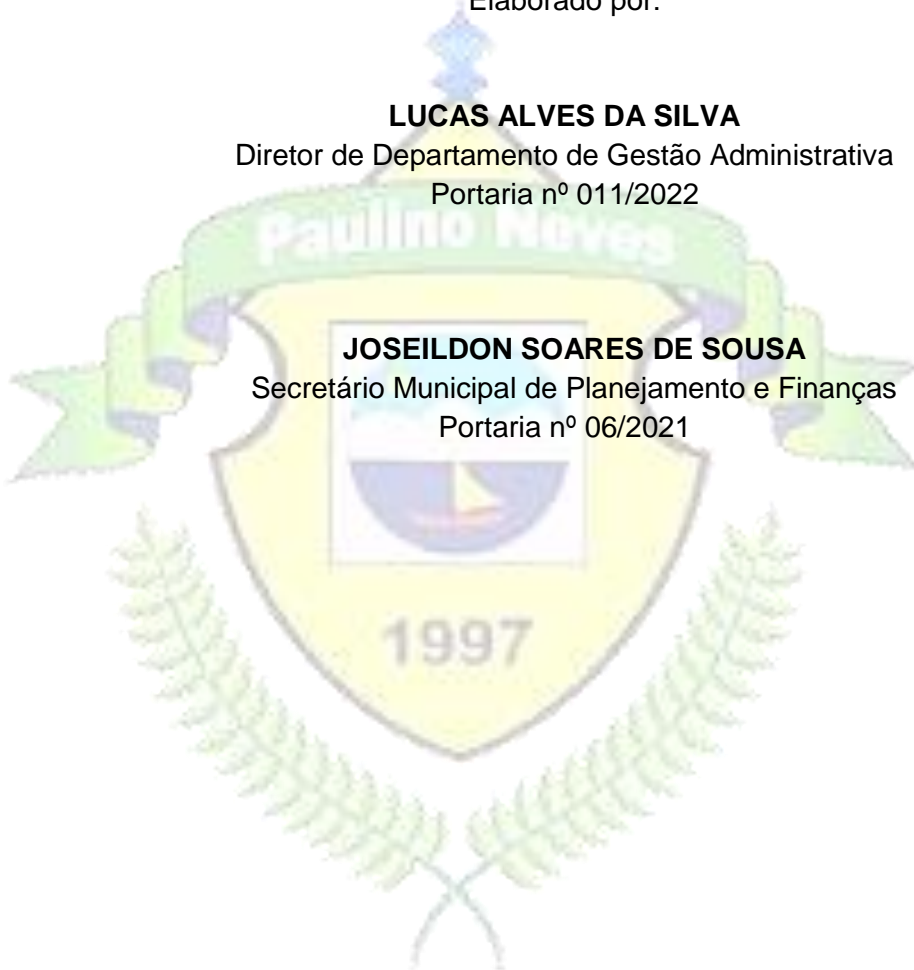 Elaborado por:
LUCAS ALVES DA SILVA
Diretor de Departamento de Gestão Administrativa
Portaria nº 011/2022
Paulino Neves
JOSEILDON SOARES DE SOUSA
Secretário Municipal de Planejamento e Finanças
Portaria nº 06/2021
1997